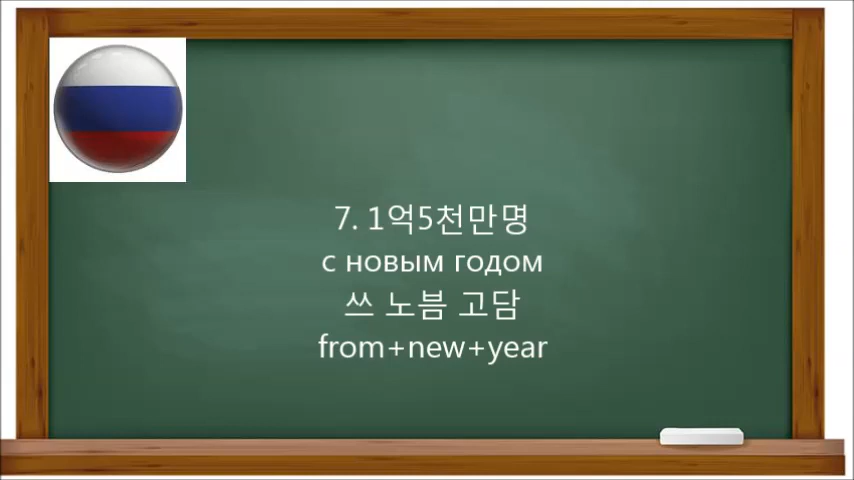 7. 1억5천만명
с новым годом
쓰 노븜 고담
from+new+year